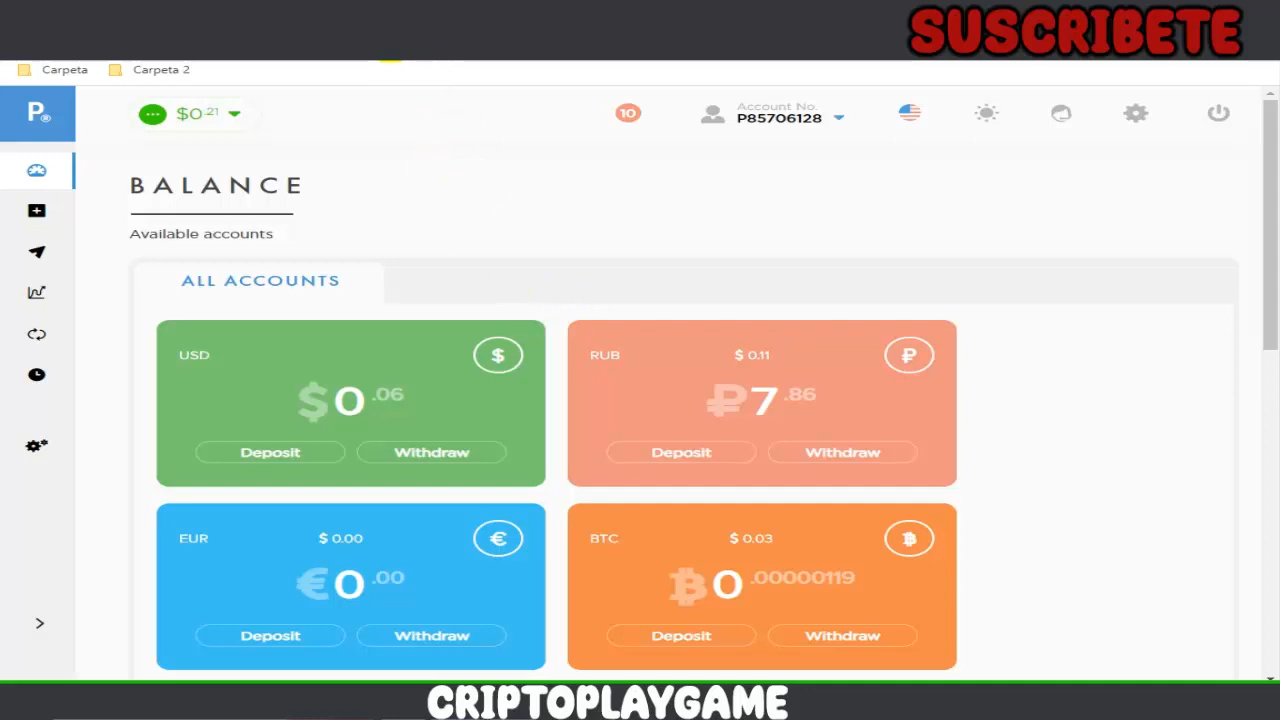 SUSCRIBETE
Carpeta Carpeta 2
P®
$0.21
10
Account No.
P85706128
BALANCE
Available accounts
ALL ACCOUNTS
USD $
$0.06
Deposit Withdraw
RUB $ 0.11 ₽
₽7.86
Deposit Withdraw
EUR $ 0.00 €
€0.00
Deposit Withdraw
BTC $ 0.03 ₿
₿0.00000119
Deposit Withdraw
CRIPTOPLAYGAME